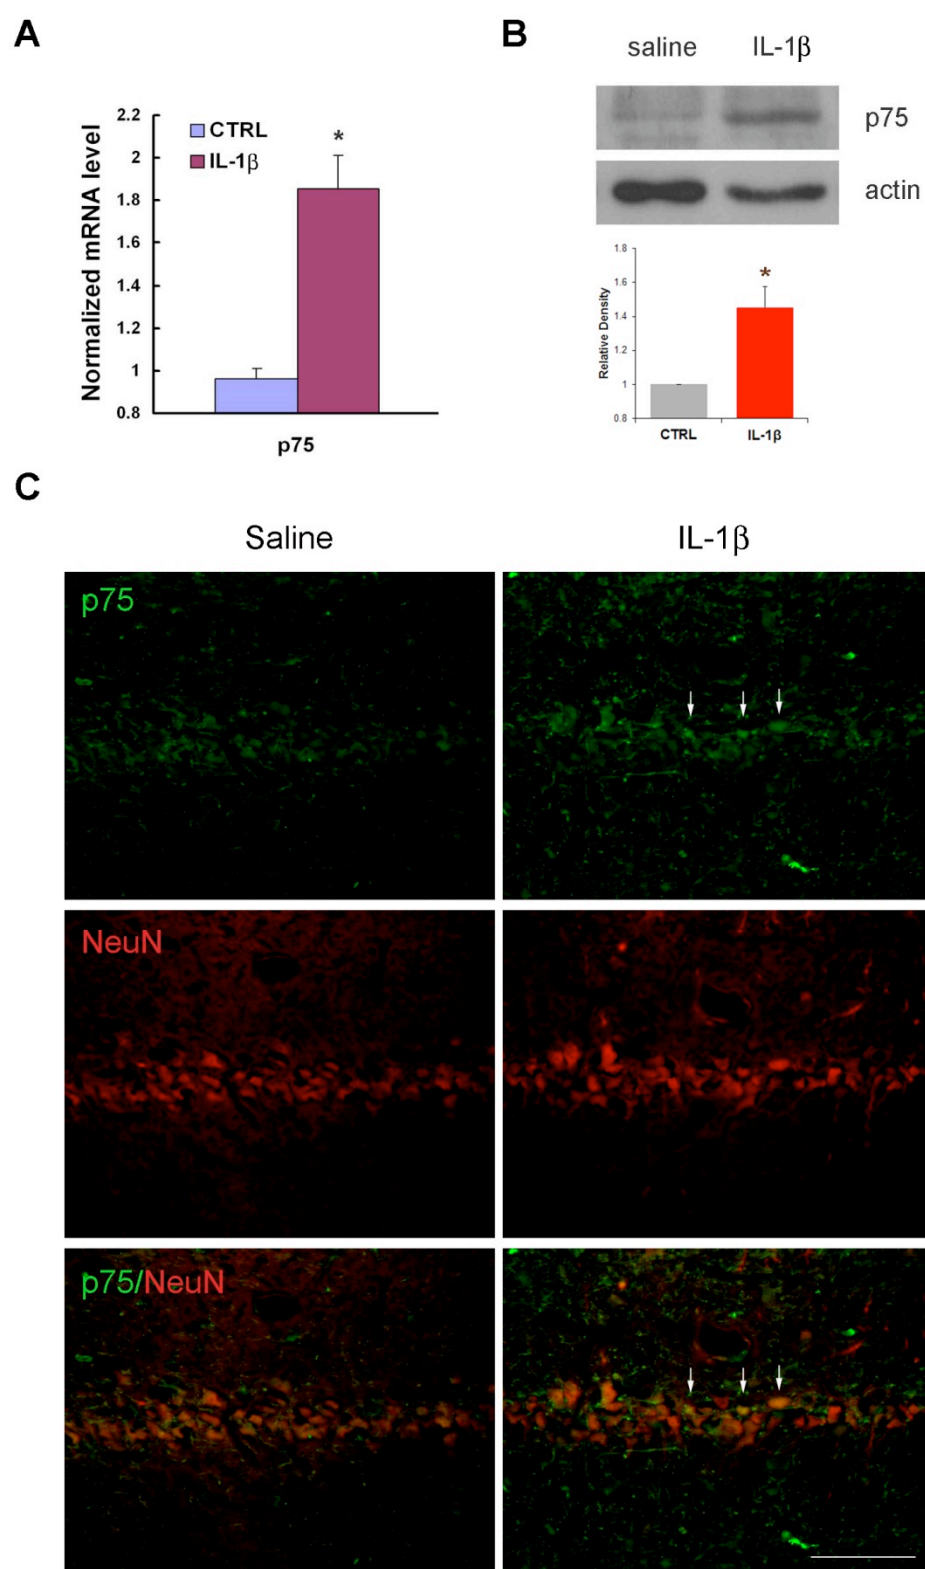 A
B
saline IL-1β
p75
actin
Normalized mRNA level
2.2
2
1.8
1.6
1.4
1.2
1
0.8
CTRL
IL-1β
*
p75
Relative Density
1.8
1.6
1.4
1.2
1
0.8
*
CTRL IL-1β
C
Saline IL-1β
p75
NeuN
p75/NeuN